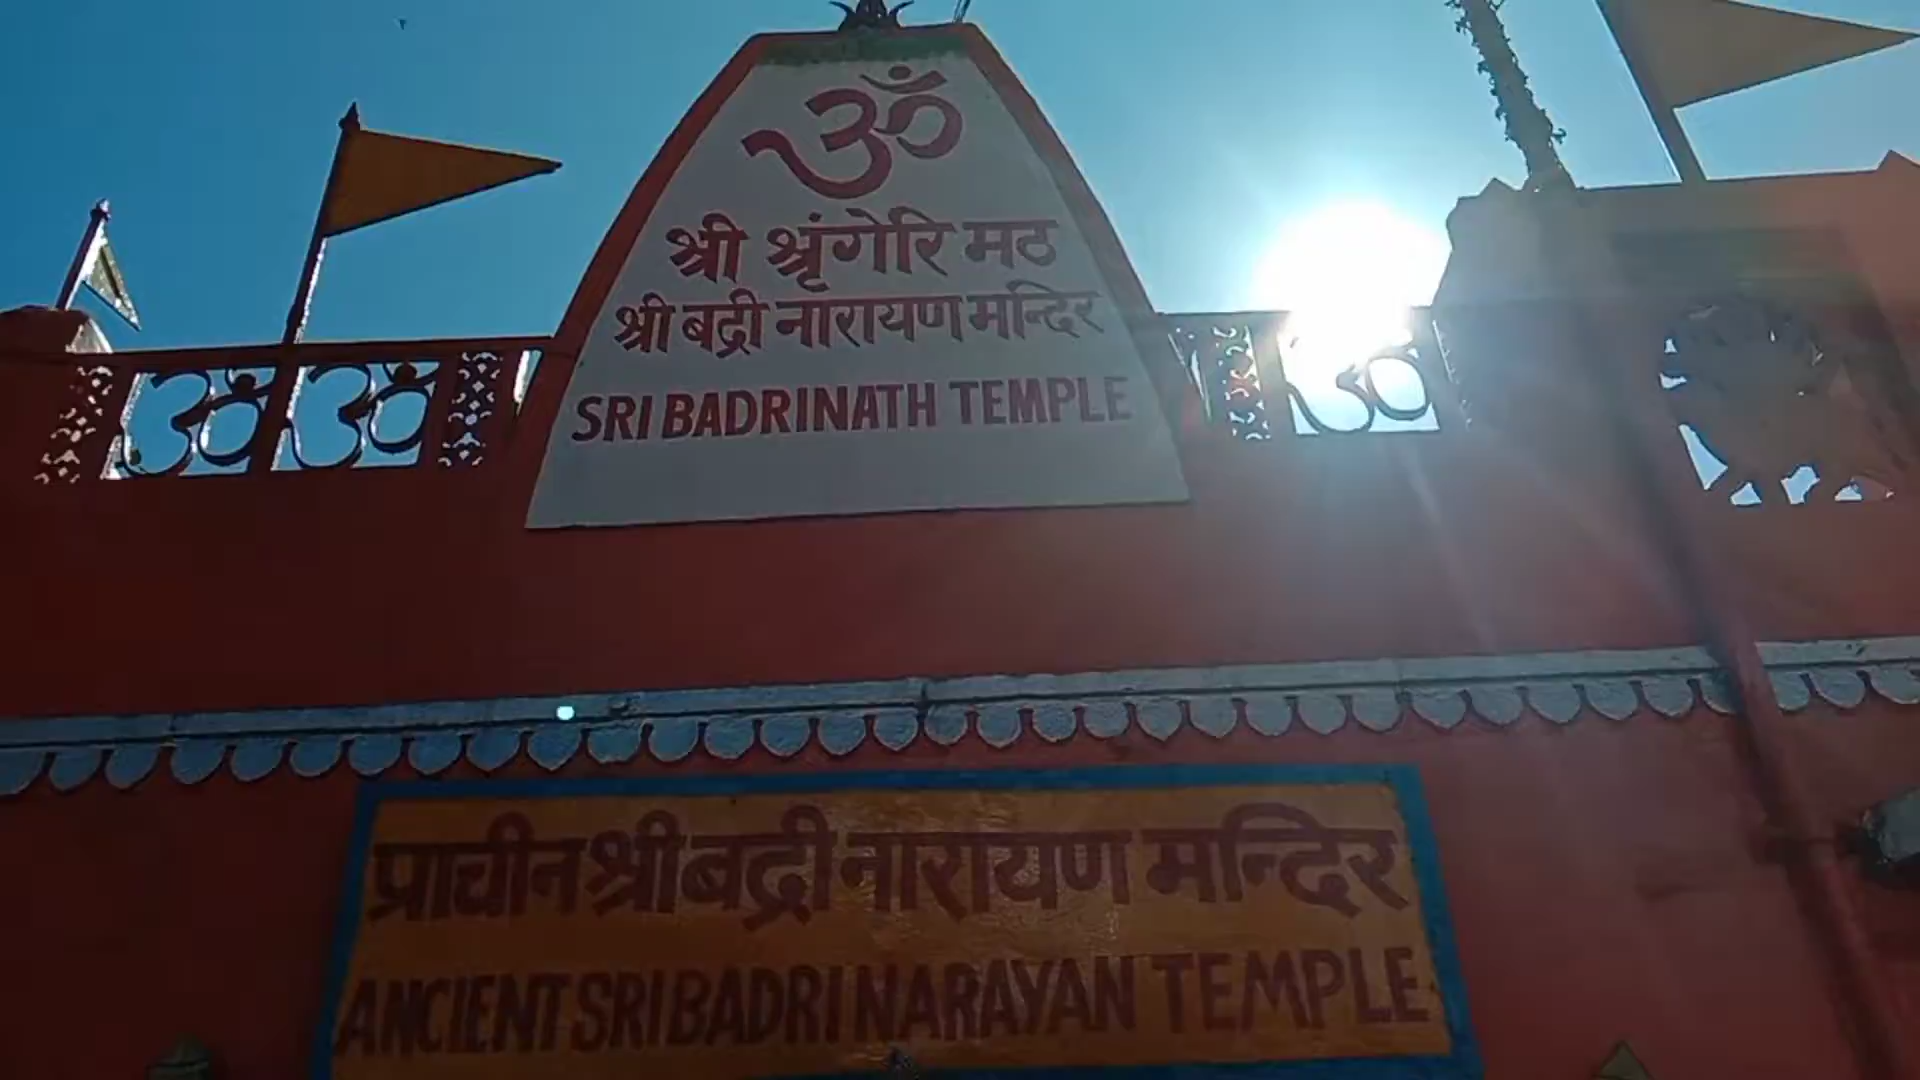 ॐ
श्री श्रृंगेरि मठ
श्री बद्री नारायण मन्दिर
SRI BADRINATH TEMPLE
प्राचीन श्री बद्री नारायण मन्दिर
ANCIENT SRI BADRI NARAYAN TEMPLE